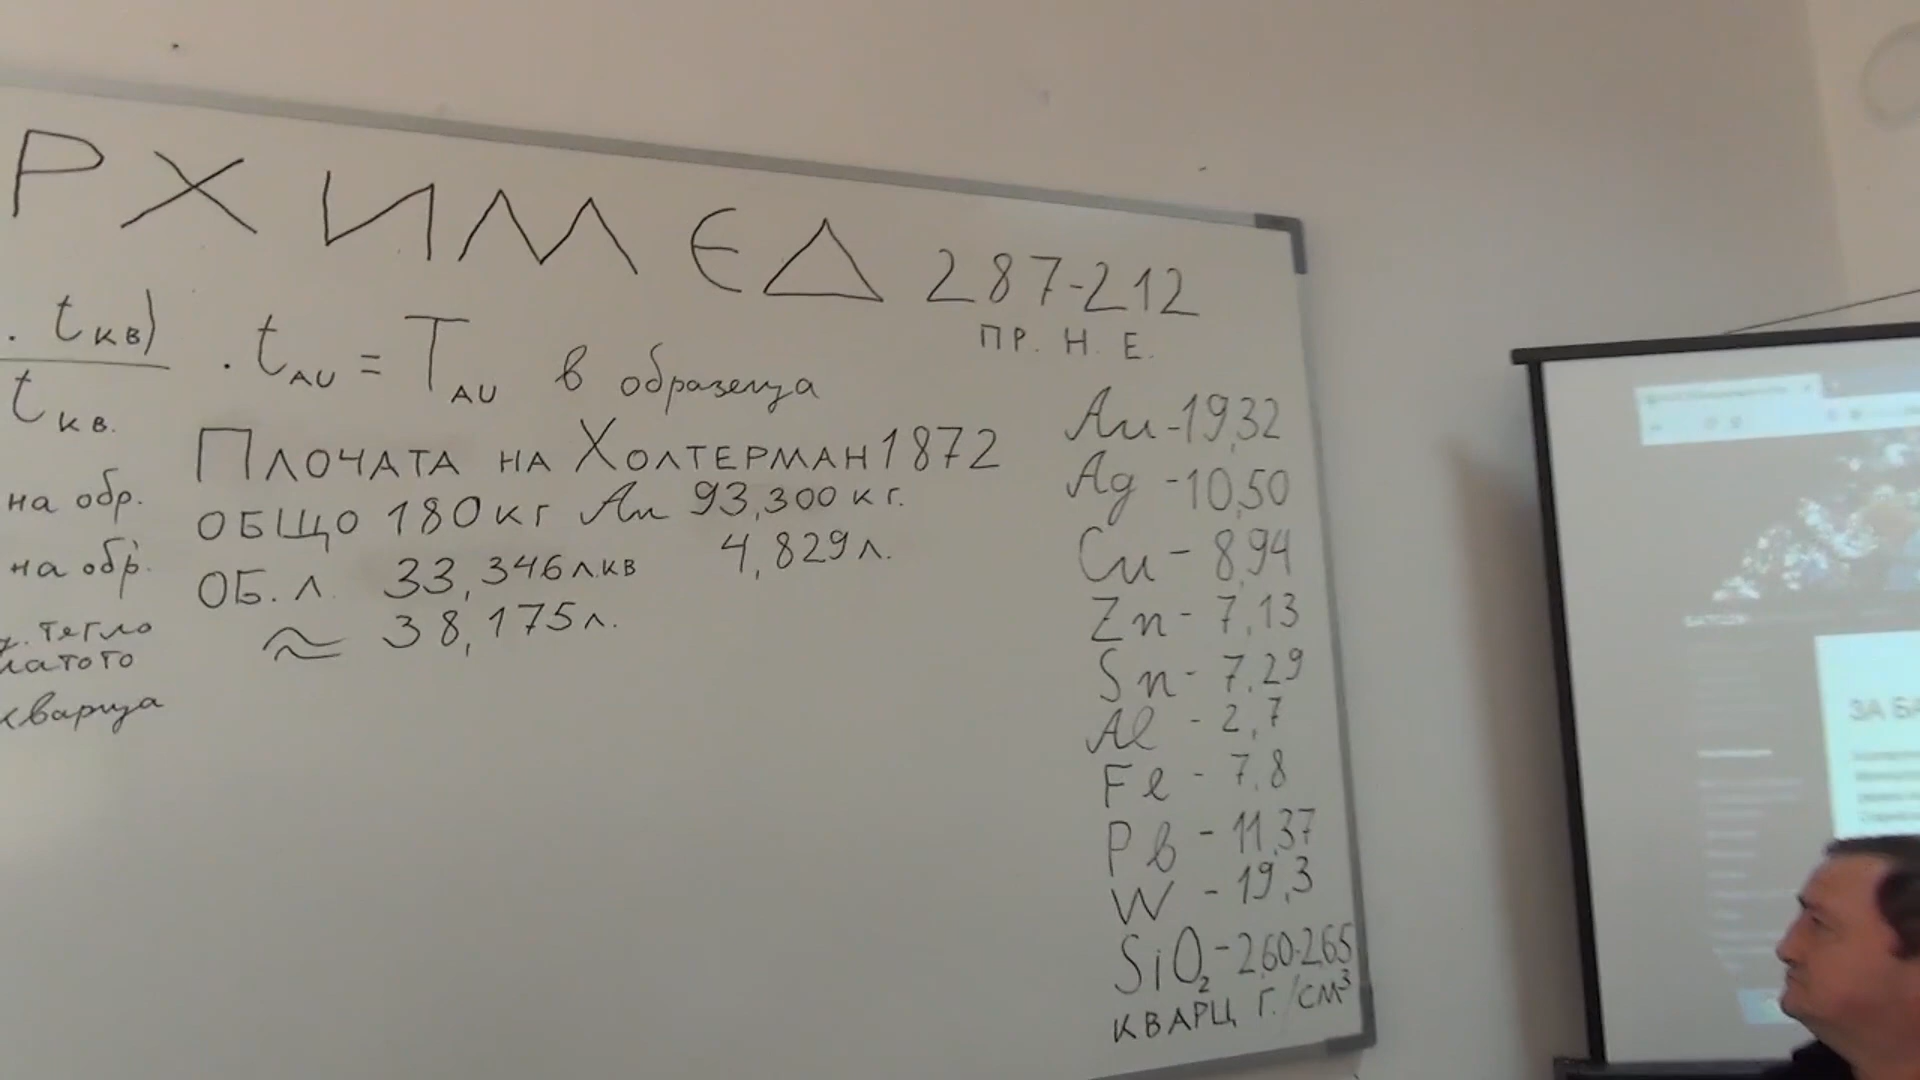 РХИМЕД 287-212
ПР. Н. Е.
. tкв)
tкв.
. tAU = TAU в образеца
ПЛОЧАТА НА ХОЛТЕРМАН 1872
на обр.
ОБЩО 180 кг Au 93,300 кг.
на обр.
ОБ. Л. 33,346 л.кв 4,829 л.
≈ 38,175 л.
тегло
кварца
Au - 19,32
Ag - 10,50
Cu - 8,94
Zn - 7,13
Sn - 7,29
Al - 2,7
Fe - 7,8
Pb - 11,37
W - 19,3
SiO₂ - 2,60-2,65
КВАРЦ Г./СМ³
ЗА БА